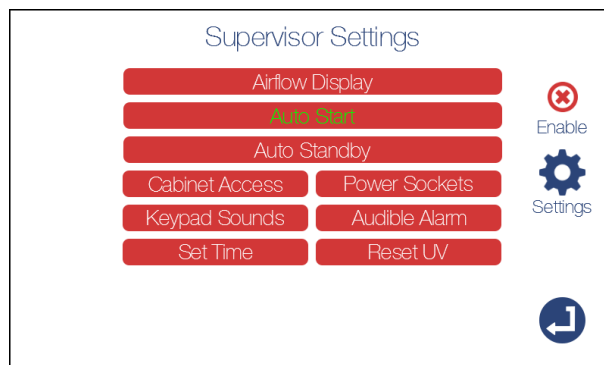 Supervisor Settings
Airflow Display
Auto Start
Auto Standby
Cabinet Access
Power Sockets
Keypad Sounds
Audible Alarm
Set Time
Reset UV
Enable
Settings